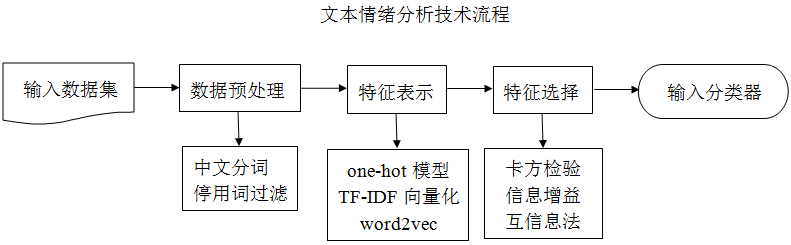 文本情绪分析技术流程
输入数据集
数据预处理
特征表示
特征选择
输入分类器
中文分词
停用词过滤
one-hot 模型
TF-IDF 向量化
word2vec
卡方检验
信息增益
互信息法